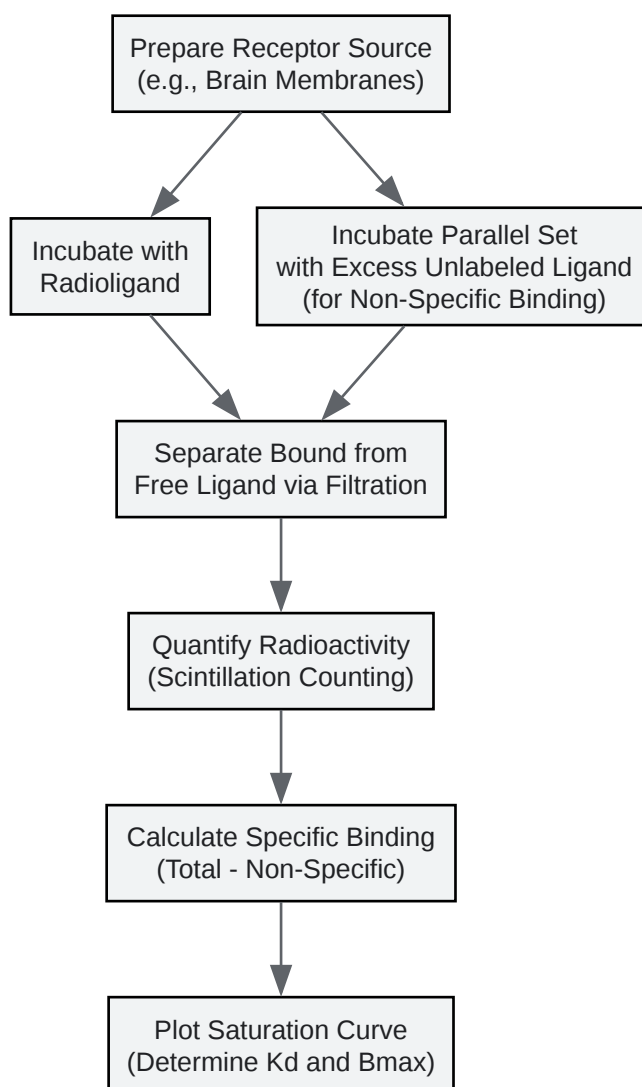 Prepare Receptor Source
(e.g., Brain Membranes)
Incubate with
Radioligand
Incubate Parallel Set
with Excess Unlabeled Ligand
(for Non-Specific Binding)
Separate Bound from
Free Ligand via Filtration
Quantify Radioactivity
(Scintillation Counting)
Calculate Specific Binding
(Total - Non-Specific)
Plot Saturation Curve
(Determine Kd and Bmax)